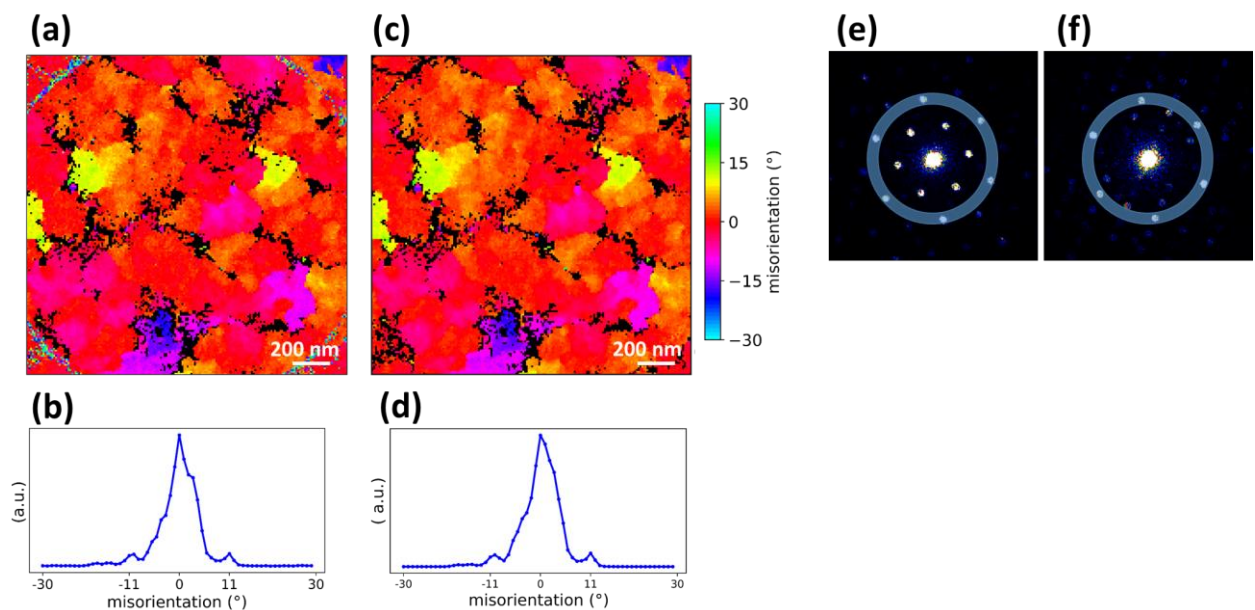 (a)
(c)
(e)
(f)
30
15
0
−15
−30
misorientation (°)
200 nm
200 nm
(b)
(d)
(a.u.)
-30
-11
0
11
30
misorientation (°)
( a.u.)
-30
-11
0
11
30
misorientation (°)